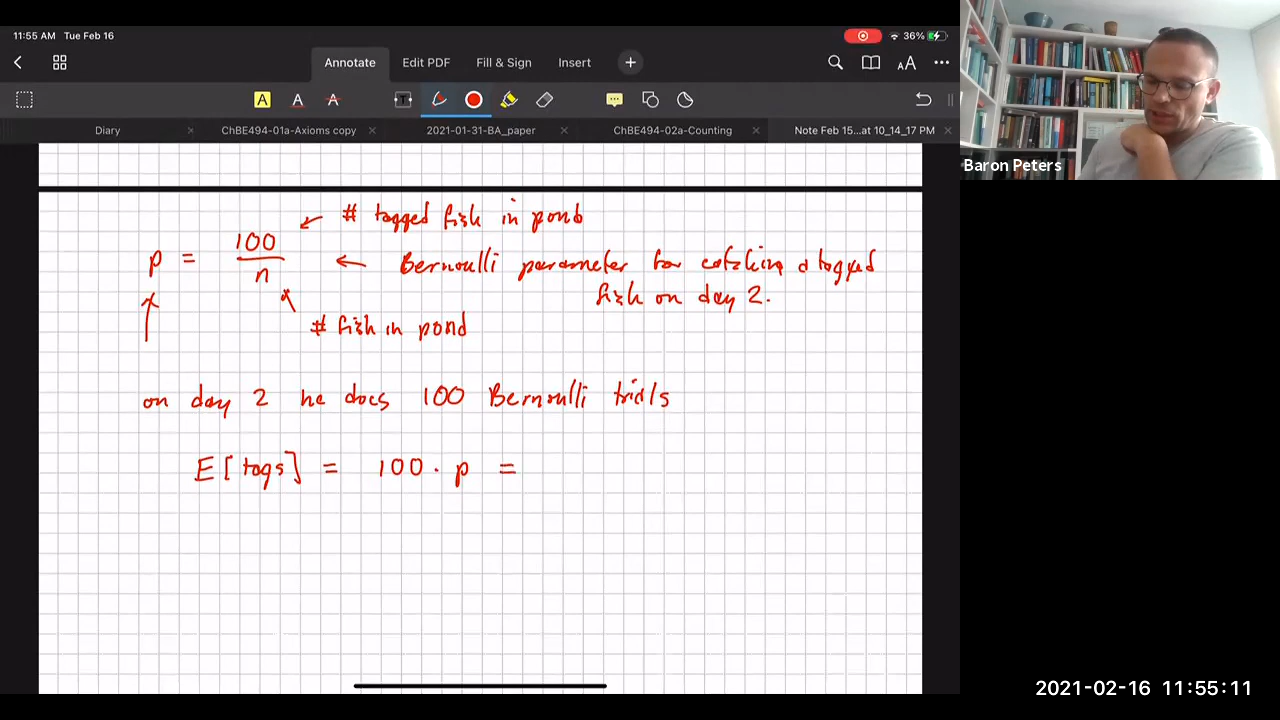 11:55 AM Tue Feb 16
36%
Annotate
Edit PDF
Fill & Sign
Insert
AA
A
A
A
T
Diary
ChBE494-01a-Axioms copy
2021-01-31-BA_paper
ChBE494-02a-Counting
Note Feb 15...at 10_14_17 PM
Baron Peters
# tagged fish in pond
p = 100 / n
Bernoulli parameter for catching a tagged
fish on day 2.
# fish in pond
on day 2 he does 100 Bernoulli trials
E[tags] = 100 · p =
2021-02-16 11:55:11